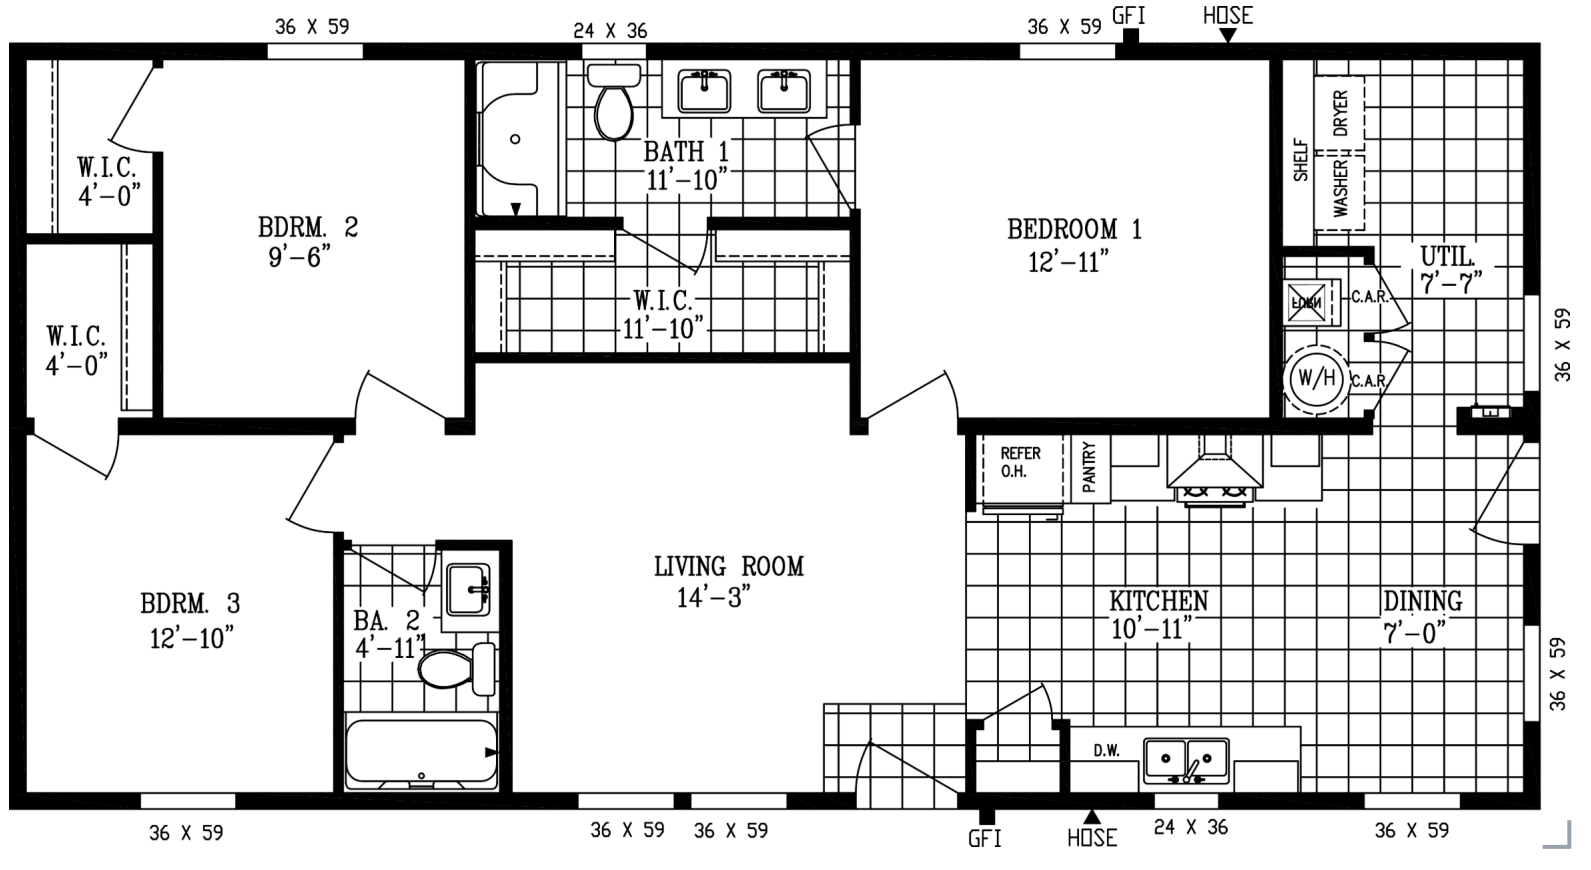 36 X 59
24 X 36
36 X 59
GFI
HOSE
W.I.C.
4'-0"
BDRM. 2
9'-6"
BATH 1
11'-10"
BEDROOM 1
12'-11"
SHELF
DRYER
WASHER
UTIL.
7'-7"
W.I.C.
4'-0"
W.I.C.
11'-10"
FURN
C.A.R.
W/H
C.A.R.
36 X 59
REFER
O.H.
PANTRY
BDRM. 3
12'-10"
BA. 2
4'-11"
LIVING ROOM
14'-3"
KITCHEN
10'-11"
DINING
7'-0"
36 X 59
D.W.
36 X 59
36 X 59
36 X 59
GFI
HOSE
24 X 36
36 X 59